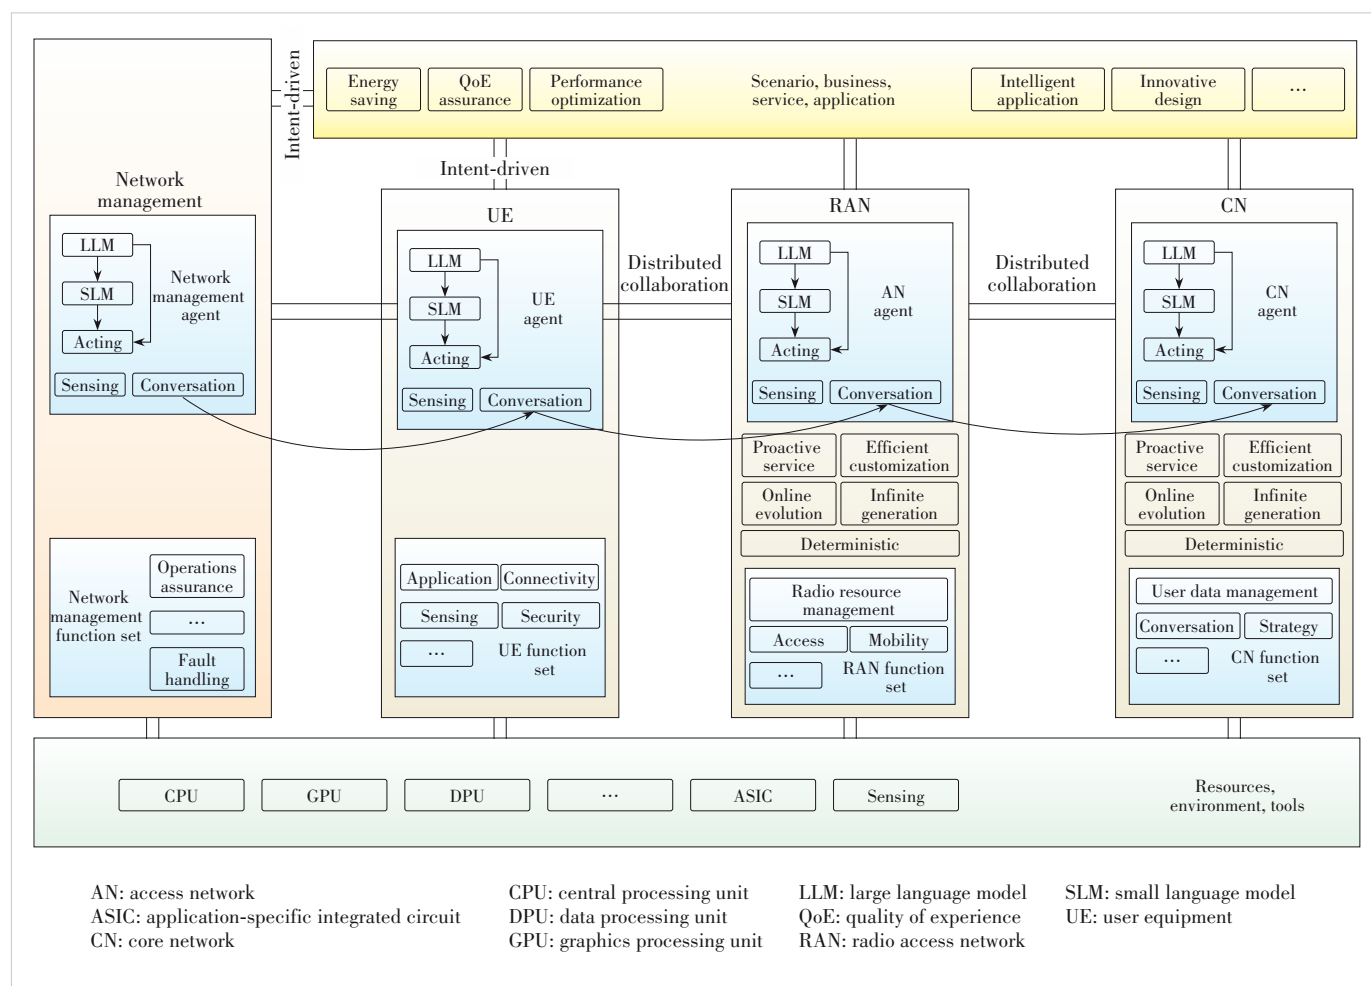 Intent-driven
Energy
saving
QoE
assurance
Performance
optimization
Scenario, business,
service, application
Intelligent
application
Innovative
design
...
Intent-driven
Network
management
LLM
SLM
Acting
Network
management
agent
Sensing
Conversation
Operations
assurance
...
Fault
handling
Network
management
function set
UE
LLM
SLM
Acting
UE
agent
Sensing
Conversation
Application
Connectivity
Sensing
Security
...
UE function
set
Distributed
collaboration
RAN
LLM
SLM
Acting
AN
agent
Sensing
Conversation
Proactive
service
Efficient
customization
Online
evolution
Infinite
generation
Deterministic
Radio resource
management
Access
Mobility
...
RAN function
set
Distributed
collaboration
CN
LLM
SLM
Acting
CN
agent
Sensing
Conversation
Proactive
service
Efficient
customization
Online
evolution
Infinite
generation
Deterministic
User data management
Conversation
Strategy
...
CN function
set
CPU
GPU
DPU
...
ASIC
Sensing
Resources,
environment, tools
AN: access network
ASIC: application-specific integrated circuit
CN: core network
CPU: central processing unit
DPU: data processing unit
GPU: graphics processing unit
LLM: large language model
QoE: quality of experience
RAN: radio access network
SLM: small language model
UE: user equipment